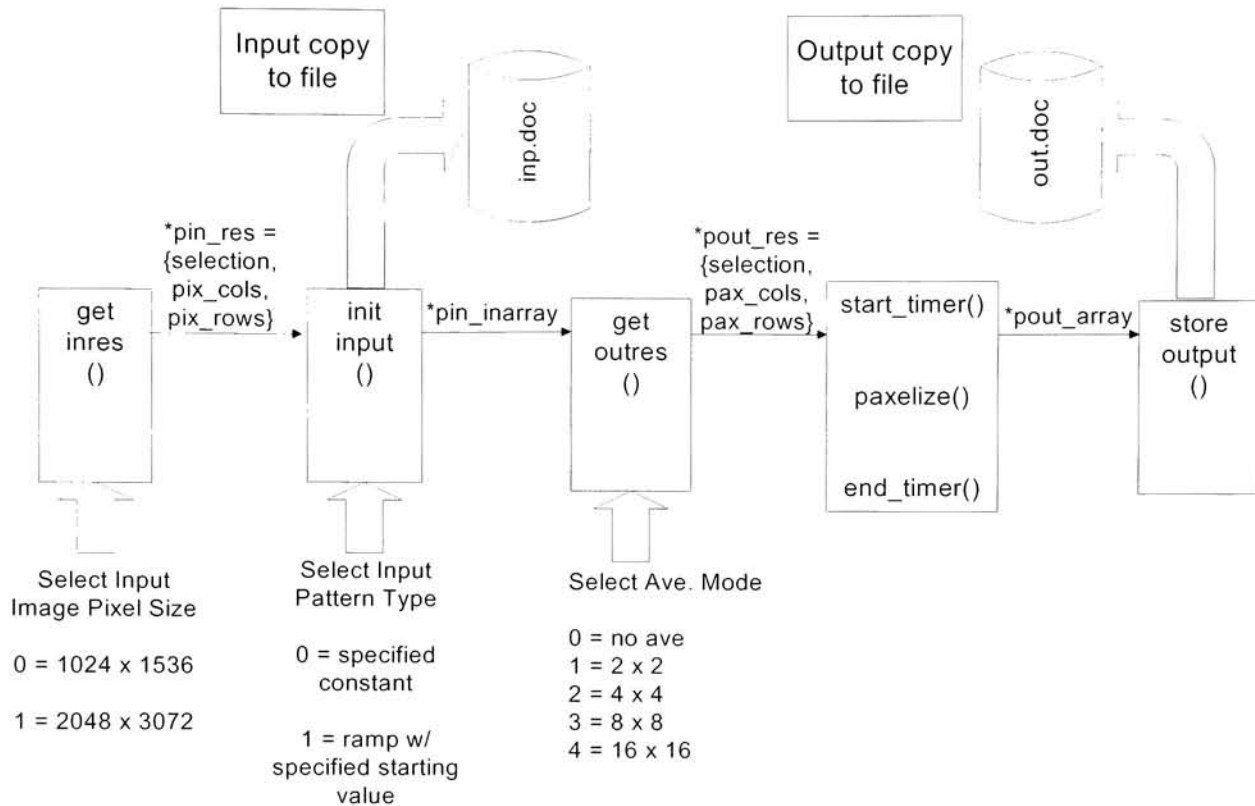 Input copy
to file
inp.doc
Output copy
to file
out.doc
*pin_res =
{selection,
pix_cols,
pix_rows}
*pout_res =
{selection,
pax_cols,
pax_rows}
get
inres
()
init
input
()
*pin_inarray
get
outres
()
start_timer()
paxelize()
end_timer()
*pout_array
store
output
()
Select Input
Image Pixel Size
0 = 1024 x 1536
1 = 2048 x 3072
Select Input
Pattern Type
0 = specified
constant
1 = ramp w/
specified starting
value
Select Ave. Mode
0 = no ave
1 = 2 x 2
2 = 4 x 4
3 = 8 x 8
4 = 16 x 16